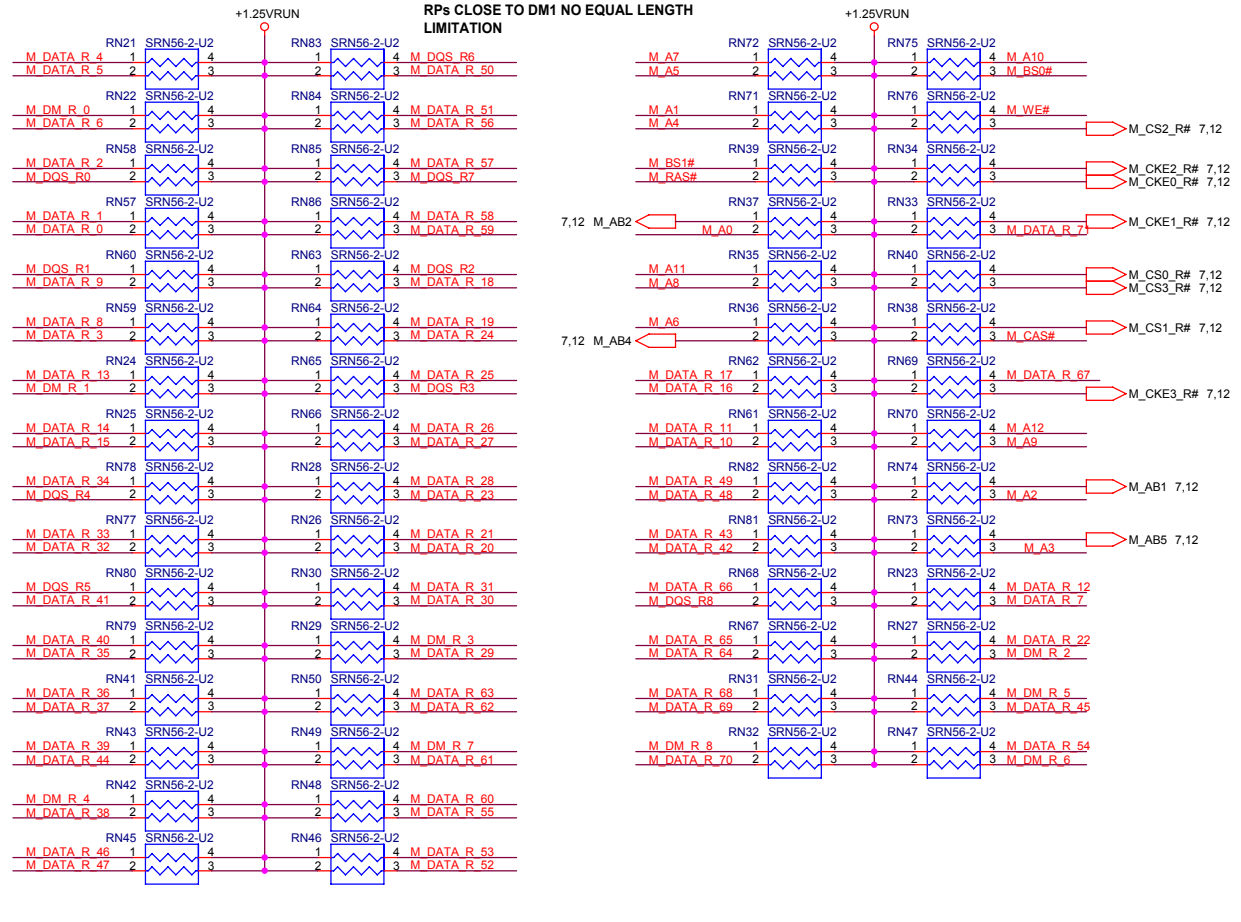 RPs CLOSE TO DM1 NO EQUAL LENGTH
LIMITATION
+1.25VRUN
RN21 SRN56-2-U2 RN83 SRN56-2-U2
M_DATA_R_4 1 4 1 4 M_DQS_R6
M_DATA_R_5 2 3 2 3 M_DATA_R_50
RN22 SRN56-2-U2 RN84 SRN56-2-U2
M_DM_R_0 1 4 1 4 M_DATA_R_51
M_DATA_R_6 2 3 2 3 M_DATA_R_56
RN58 SRN56-2-U2 RN85 SRN56-2-U2
M_DATA_R_2 1 4 1 4 M_DATA_R_57
M_DQS_R0 2 3 2 3 M_DQS_R7
RN57 SRN56-2-U2 RN86 SRN56-2-U2
M_DATA_R_1 1 4 1 4 M_DATA_R_58
M_DATA_R_0 2 3 2 3 M_DATA_R_59
RN60 SRN56-2-U2 RN63 SRN56-2-U2
M_DQS_R1 1 4 1 4 M_DQS_R2
M_DATA_R_9 2 3 2 3 M_DATA_R_18
RN59 SRN56-2-U2 RN64 SRN56-2-U2
M_DATA_R_8 1 4 1 4 M_DATA_R_19
M_DATA_R_3 2 3 2 3 M_DATA_R_24
RN24 SRN56-2-U2 RN65 SRN56-2-U2
M_DATA_R_13 1 4 1 4 M_DATA_R_25
M_DM_R_1 2 3 2 3 M_DQS_R3
RN25 SRN56-2-U2 RN66 SRN56-2-U2
M_DATA_R_14 1 4 1 4 M_DATA_R_26
M_DATA_R_15 2 3 2 3 M_DATA_R_27
RN78 SRN56-2-U2 RN28 SRN56-2-U2
M_DATA_R_34 1 4 1 4 M_DATA_R_28
M_DQS_R4 2 3 2 3 M_DATA_R_23
RN77 SRN56-2-U2 RN26 SRN56-2-U2
M_DATA_R_33 1 4 1 4 M_DATA_R_21
M_DATA_R_32 2 3 2 3 M_DATA_R_20
RN80 SRN56-2-U2 RN30 SRN56-2-U2
M_DQS_R5 1 4 1 4 M_DATA_R_31
M_DATA_R_41 2 3 2 3 M_DATA_R_30
RN79 SRN56-2-U2 RN29 SRN56-2-U2
M_DATA_R_40 1 4 1 4 M_DM_R_3
M_DATA_R_35 2 3 2 3 M_DATA_R_29
RN41 SRN56-2-U2 RN50 SRN56-2-U2
M_DATA_R_36 1 4 1 4 M_DATA_R_63
M_DATA_R_37 2 3 2 3 M_DATA_R_62
RN43 SRN56-2-U2 RN49 SRN56-2-U2
M_DATA_R_39 1 4 1 4 M_DM_R_7
M_DATA_R_44 2 3 2 3 M_DATA_R_61
RN42 SRN56-2-U2 RN48 SRN56-2-U2
M_DM_R_4 1 4 1 4 M_DATA_R_60
M_DATA_R_38 2 3 2 3 M_DATA_R_55
RN45 SRN56-2-U2 RN46 SRN56-2-U2
M_DATA_R_46 1 4 1 4 M_DATA_R_53
M_DATA_R_47 2 3 2 3 M_DATA_R_52
+1.25VRUN
RN72 SRN56-2-U2 RN75 SRN56-2-U2
M_A7 1 4 1 4 M_A10
M_A5 2 3 2 3 M_BS0#
RN71 SRN56-2-U2 RN76 SRN56-2-U2
M_A1 1 4 1 4 M_WE#
M_A4 2 3 2 3 M_CS2_R# 7,12
RN39 SRN56-2-U2 RN34 SRN56-2-U2
M_BS1# 1 4 1 4 M_CKE2_R# 7,12
M_RAS# 2 3 2 3 M_CKE0_R# 7,12
RN37 SRN56-2-U2 RN33 SRN56-2-U2
7,12 M_AB2 1 4 1 4 M_CKE1_R# 7,12
M_A0 2 3 2 3 M_DATA_R_71
RN35 SRN56-2-U2 RN40 SRN56-2-U2
M_A11 1 4 1 4 M_CS0_R# 7,12
M_A8 2 3 2 3 M_CS3_R# 7,12
RN36 SRN56-2-U2 RN38 SRN56-2-U2
M_A6 1 4 1 4 M_CS1_R# 7,12
7,12 M_AB4 2 3 2 3 M_CAS#
RN62 SRN56-2-U2 RN69 SRN56-2-U2
M_DATA_R_17 1 4 1 4 M_DATA_R_67
M_DATA_R_16 2 3 2 3 M_CKE3_R# 7,12
RN61 SRN56-2-U2 RN70 SRN56-2-U2
M_DATA_R_11 1 4 1 4 M_A12
M_DATA_R_10 2 3 2 3 M_A9
RN82 SRN56-2-U2 RN74 SRN56-2-U2
M_DATA_R_49 1 4 1 4 M_AB1 7,12
M_DATA_R_48 2 3 2 3 M_A2
RN81 SRN56-2-U2 RN73 SRN56-2-U2
M_DATA_R_43 1 4 1 4 M_AB5 7,12
M_DATA_R_42 2 3 2 3 M_A3
RN68 SRN56-2-U2 RN23 SRN56-2-U2
M_DATA_R_66 1 4 1 4 M_DATA_R_12
M_DQS_R8 2 3 2 3 M_DATA_R_7
RN67 SRN56-2-U2 RN27 SRN56-2-U2
M_DATA_R_65 1 4 1 4 M_DATA_R_22
M_DATA_R_64 2 3 2 3 M_DM_R_2
RN31 SRN56-2-U2 RN44 SRN56-2-U2
M_DATA_R_68 1 4 1 4 M_DM_R_5
M_DATA_R_69 2 3 2 3 M_DATA_R_45
RN32 SRN56-2-U2 RN47 SRN56-2-U2
M_DM_R_8 1 4 1 4 M_DATA_R_54
M_DATA_R_70 2 3 2 3 M_DM_R_6